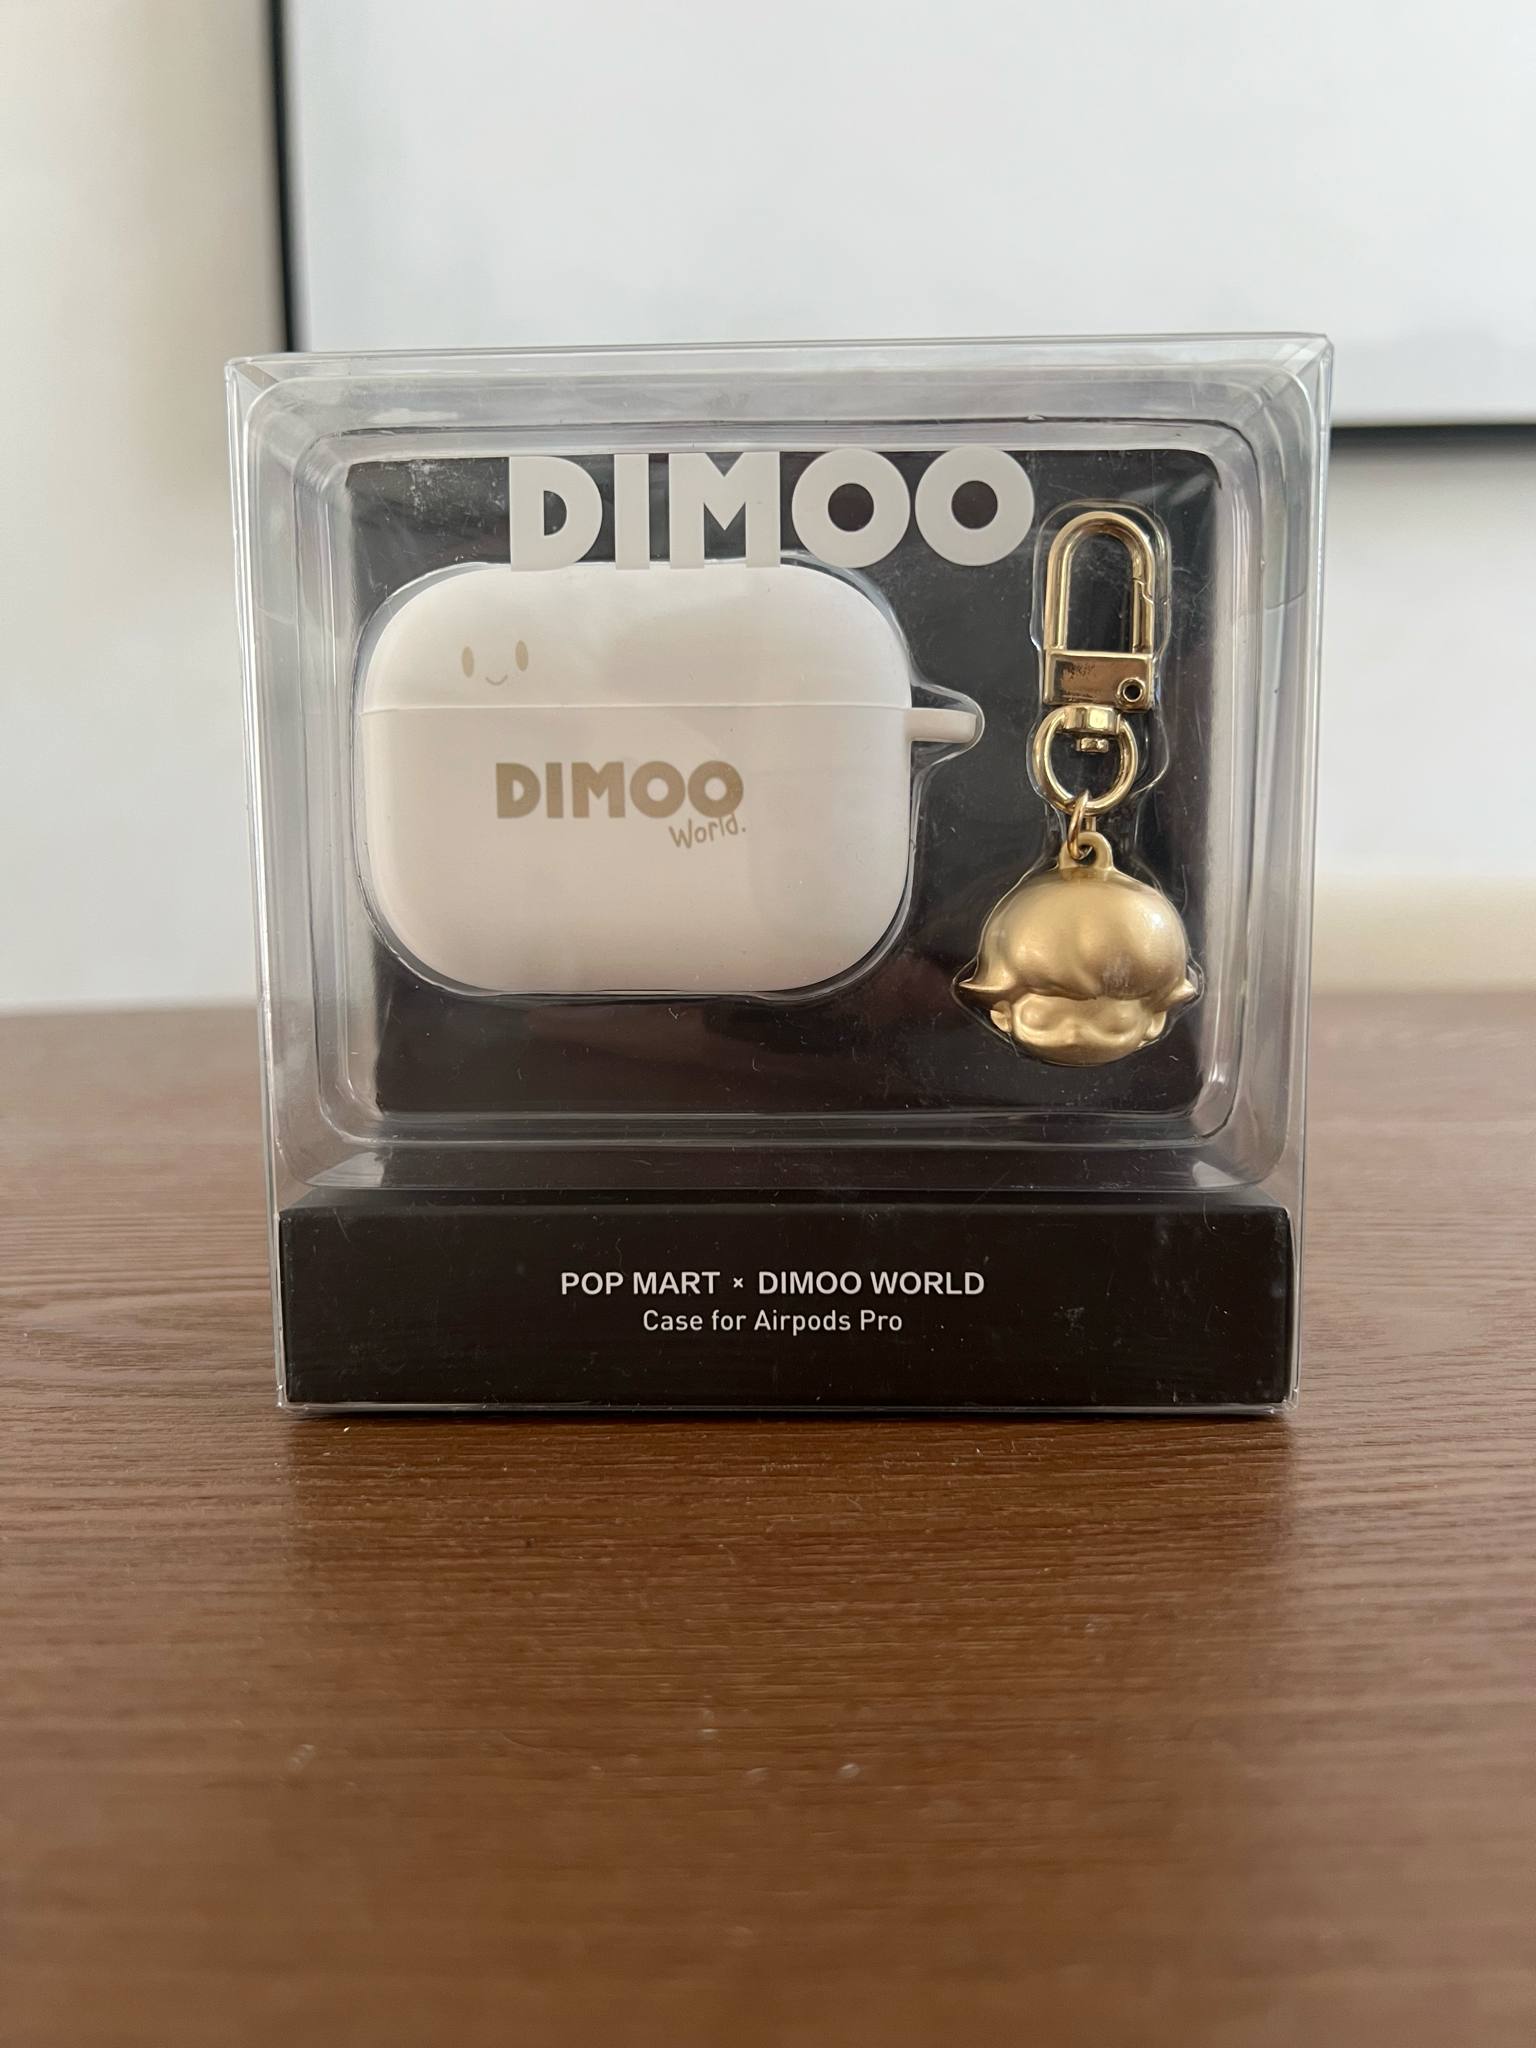 DIMOO
DIMOO
World.
POP MART × DIMOO WORLD
Case for Airpods Pro